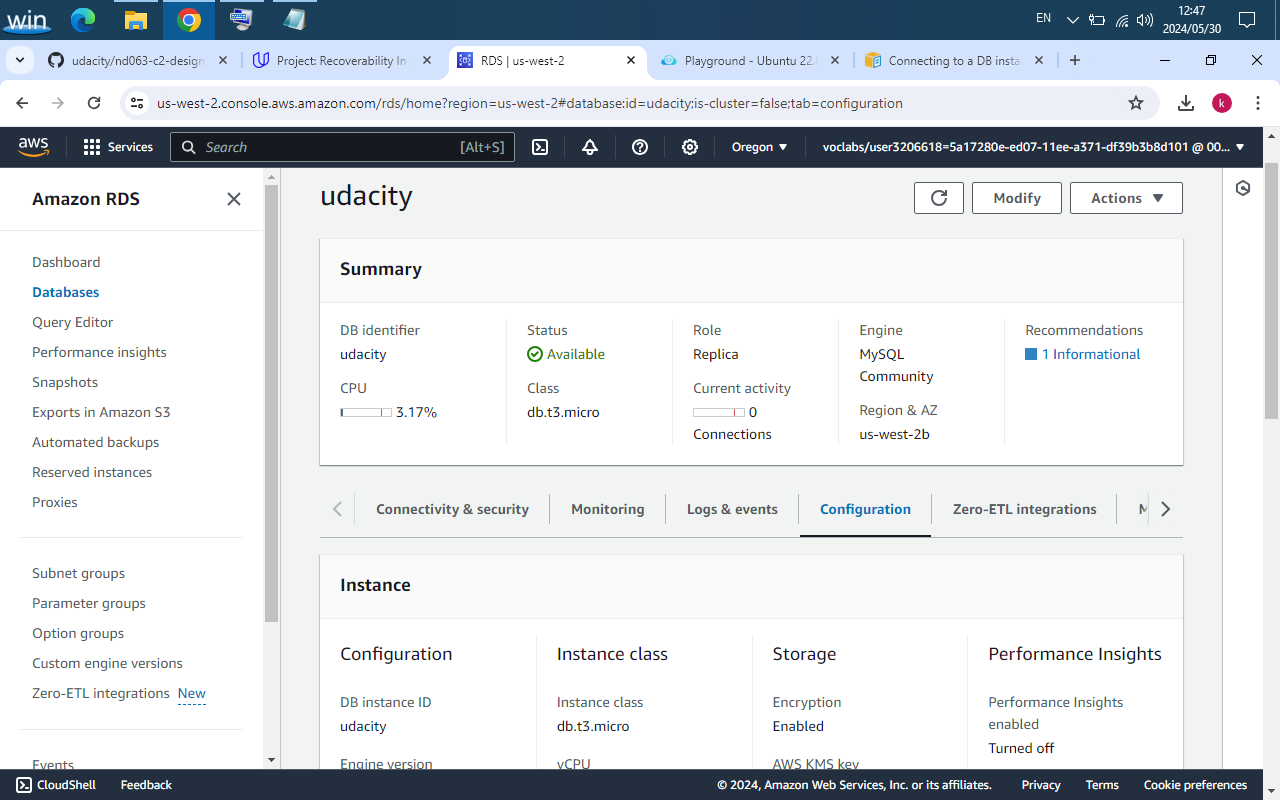 win
EN
12:47
2024/05/30
udacity/nd063-c2-design
Project: Recoverability In
RDS | us-west-2
Playground - Ubuntu 22.
Connecting to a DB insta
us-west-2.console.aws.amazon.com/rds/home?region=us-west-2#database:id=udacity;is-cluster=false;tab=configuration
k
aws
Services
Search
[Alt+S]
Oregon
voclabs/user3206618=5a17280e-ed07-11ee-a371-df39b3b8d101 @ 00...
Amazon RDS
Dashboard
Databases
Query Editor
Performance insights
Snapshots
Exports in Amazon S3
Automated backups
Reserved instances
Proxies
Subnet groups
Parameter groups
Option groups
Custom engine versions
Zero-ETL integrations New
Events
udacity
Modify
Actions
Summary
DB identifier
udacity
CPU
3.17%
Status
Available
Class
db.t3.micro
Role
Replica
Current activity
0
Connections
Engine
MySQL
Community
Region & AZ
us-west-2b
Recommendations
1 Informational
Connectivity & security
Monitoring
Logs & events
Configuration
Zero-ETL integrations
Instance
Configuration
DB instance ID
udacity
Engine version
Instance class
Instance class
db.t3.micro
vCPU
Storage
Encryption
Enabled
AWS KMS key
Performance Insights
Performance Insights
enabled
Turned off
CloudShell
Feedback
© 2024, Amazon Web Services, Inc. or its affiliates.
Privacy
Terms
Cookie preferences